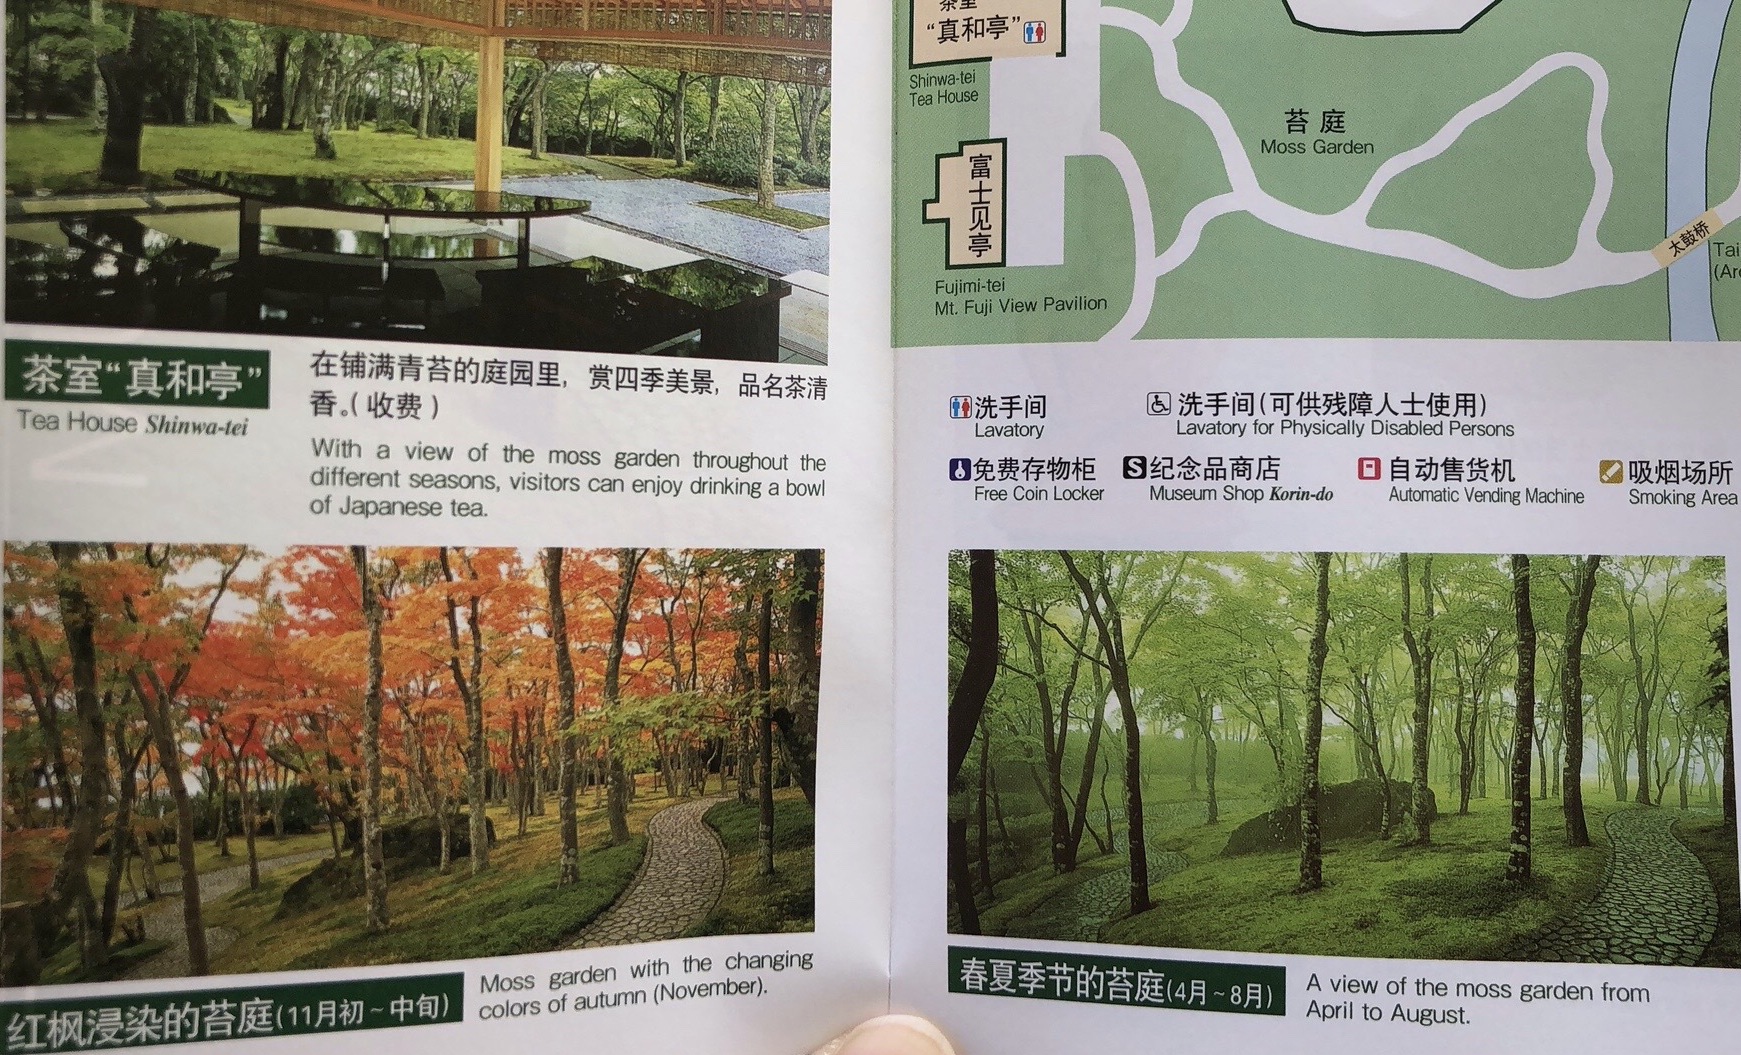 茶室“真和亭”
Tea House Shinwa-tei
在铺满青苔的庭园里，赏四季美景，品名茶清
香。(收费)
With a view of the moss garden throughout the
different seasons, visitors can enjoy drinking a bowl
of Japanese tea.
红枫浸染的苔庭(11月初~中旬)
Moss garden with the changing
colors of autumn (November).
茶室
“真和亭”
Shinwa-tei
Tea House
苔庭
Moss Garden
富士见亭
Fujimi-tei
Mt. Fuji View Pavilion
太鼓桥
洗手间
Lavatory
洗手间(可供残障人士使用)
Lavatory for Physically Disabled Persons
免费存物柜
Free Coin Locker
S 纪念品商店
Museum Shop Korin-do
自动售货机
Automatic Vending Machine
吸烟场所
Smoking Area
春夏季节的苔庭(4月~8月)
A view of the moss garden from
April to August.